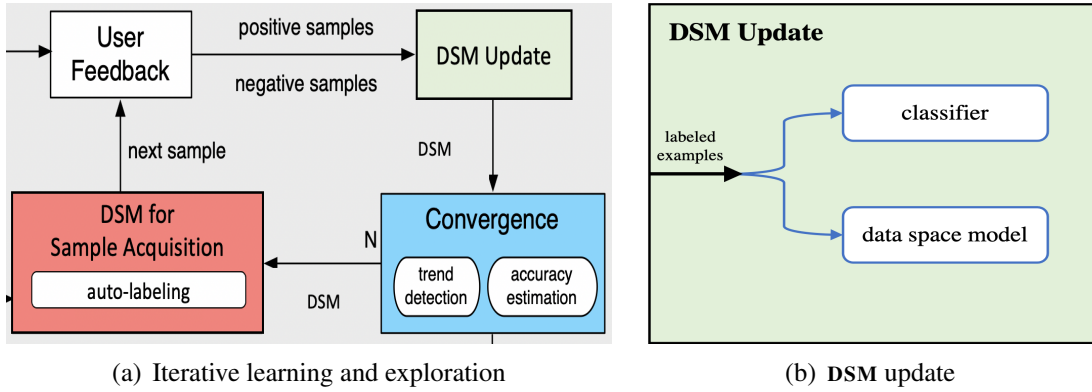 User
Feedback
positive samples
negative samples
DSM Update
next sample
DSM
DSM for
Sample Acquisition
auto-labeling
N
DSM
Convergence
trend
detection
accuracy
estimation
(a) Iterative learning and exploration
DSM Update
labeled
examples
classifier
data space model
(b) DSM update